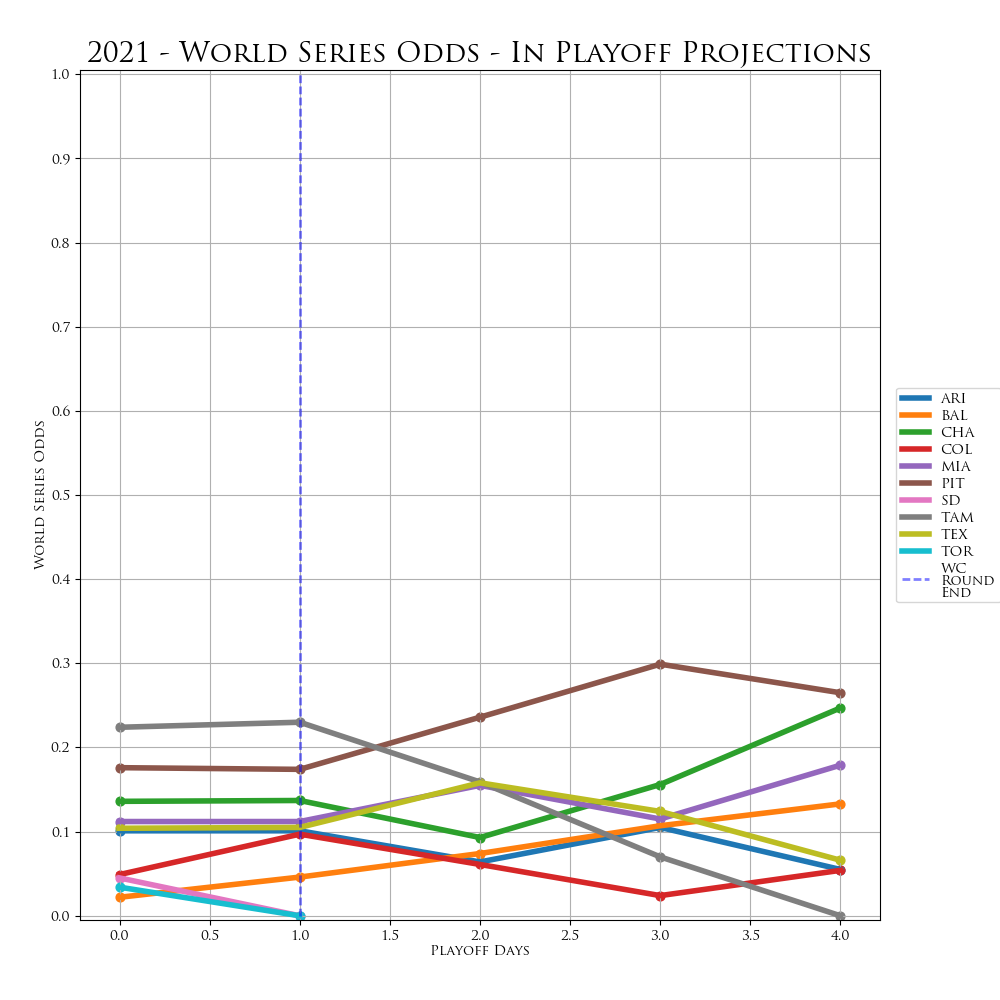 2021 - World Series Odds - In Playoff Projections
1.0
0.9
0.8
0.7
0.6
0.5
0.4
0.3
0.2
0.1
0.0
World Series Odds
0.0 0.5 1.0 1.5 2.0 2.5 3.0 3.5 4.0
Playoff Days
ARI
BAL
CHA
COL
MIA
PIT
SD
TAM
TEX
TOR
WC
Round
End